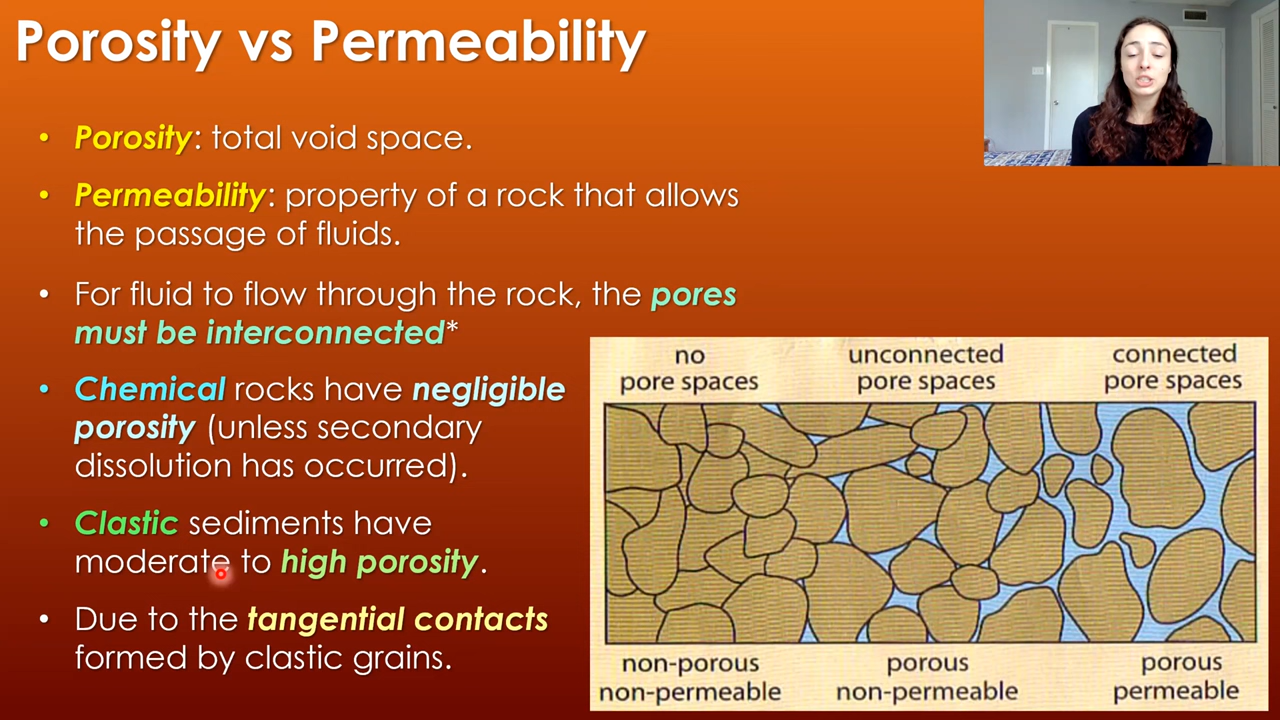 Porosity vs Permeability
• Porosity: total void space.
• Permeability: property of a rock that allows
the passage of fluids.
• For fluid to flow through the rock, the pores
must be interconnected*
• Chemical rocks have negligible
porosity (unless secondary
dissolution has occurred).
• Clastic sediments have
moderate to high porosity.
• Due to the tangential contacts
formed by clastic grains.
no
pore spaces
unconnected
pore spaces
connected
pore spaces
non-porous
non-permeable
porous
non-permeable
porous
permeable